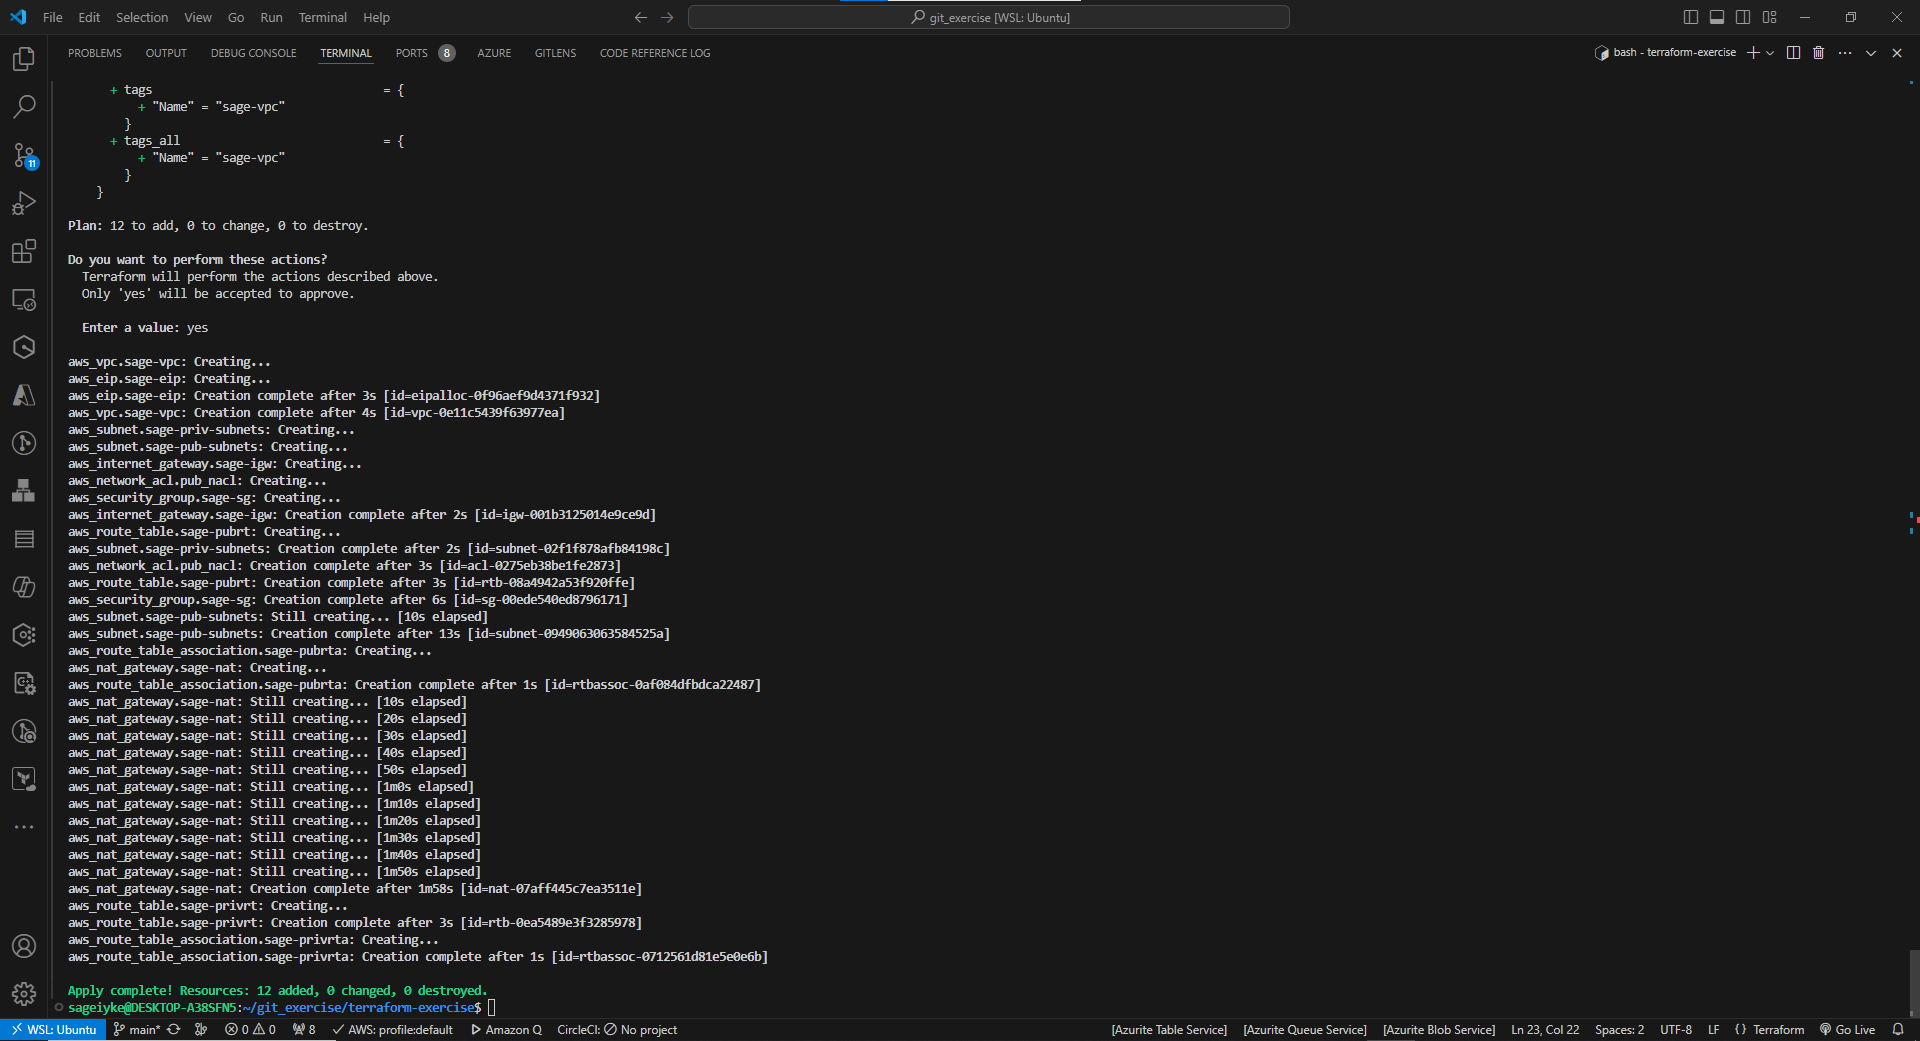 File Edit Selection View Go Run Terminal Help
git_exercise [WSL: Ubuntu]
PROBLEMS OUTPUT DEBUG CONSOLE TERMINAL PORTS 8 AZURE GITLENS CODE REFERENCE LOG
bash - terraform-exercise
+ tags = {
+ "Name" = "sage-vpc"
}
+ tags_all = {
+ "Name" = "sage-vpc"
}
}
Plan: 12 to add, 0 to change, 0 to destroy.
Do you want to perform these actions?
Terraform will perform the actions described above.
Only 'yes' will be accepted to approve.
Enter a value: yes
aws_vpc.sage-vpc: Creating...
aws_eip.sage-eip: Creating...
aws_eip.sage-eip: Creation complete after 3s [id=eipalloc-0f96aef9d4371f932]
aws_vpc.sage-vpc: Creation complete after 4s [id=vpc-0e11c5439f63977ea]
aws_subnet.sage-priv-subnets: Creating...
aws_subnet.sage-pub-subnets: Creating...
aws_internet_gateway.sage-igw: Creating...
aws_network_acl.pub_nacl: Creating...
aws_security_group.sage-sg: Creating...
aws_internet_gateway.sage-igw: Creation complete after 2s [id=igw-001b3125014e9ce9d]
aws_route_table.sage-pubrt: Creating...
aws_subnet.sage-priv-subnets: Creation complete after 2s [id=subnet-02f1f878afb84198c]
aws_network_acl.pub_nacl: Creation complete after 3s [id=acl-0275eb38be1fe2873]
aws_route_table.sage-pubrt: Creation complete after 3s [id=rtb-08a4942a53f920ffe]
aws_security_group.sage-sg: Creation complete after 6s [id=sg-00ede540ed8796171]
aws_subnet.sage-pub-subnets: Still creating... [10s elapsed]
aws_subnet.sage-pub-subnets: Creation complete after 13s [id=subnet-0949063063584525a]
aws_route_table_association.sage-pubrta: Creating...
aws_nat_gateway.sage-nat: Creating...
aws_route_table_association.sage-pubrta: Creation complete after 1s [id=rtbassoc-0af084dfbdca22487]
aws_nat_gateway.sage-nat: Still creating... [10s elapsed]
aws_nat_gateway.sage-nat: Still creating... [20s elapsed]
aws_nat_gateway.sage-nat: Still creating... [30s elapsed]
aws_nat_gateway.sage-nat: Still creating... [40s elapsed]
aws_nat_gateway.sage-nat: Still creating... [50s elapsed]
aws_nat_gateway.sage-nat: Still creating... [1m0s elapsed]
aws_nat_gateway.sage-nat: Still creating... [1m10s elapsed]
aws_nat_gateway.sage-nat: Still creating... [1m20s elapsed]
aws_nat_gateway.sage-nat: Still creating... [1m30s elapsed]
aws_nat_gateway.sage-nat: Still creating... [1m40s elapsed]
aws_nat_gateway.sage-nat: Still creating... [1m50s elapsed]
aws_nat_gateway.sage-nat: Creation complete after 1m58s [id=nat-07aff445c7ea3511e]
aws_route_table.sage-privrt: Creating...
aws_route_table.sage-privrt: Creation complete after 3s [id=rtb-0ea5489e3f3285978]
aws_route_table_association.sage-privrta: Creating...
aws_route_table_association.sage-privrta: Creation complete after 1s [id=rtbassoc-0712561d81e5e0e6b]
Apply complete! Resources: 12 added, 0 changed, 0 destroyed.
sageiyke@DESKTOP-A38SFN5:~/git_exercise/terraform-exercise$
11
WSL: Ubuntu main* 0 0 8 AWS: profile:default Amazon Q CircleCI: No project [Azurite Table Service] [Azurite Queue Service] [Azurite Blob Service] Ln 23, Col 22 Spaces: 2 UTF-8 LF {} Terraform Go Live